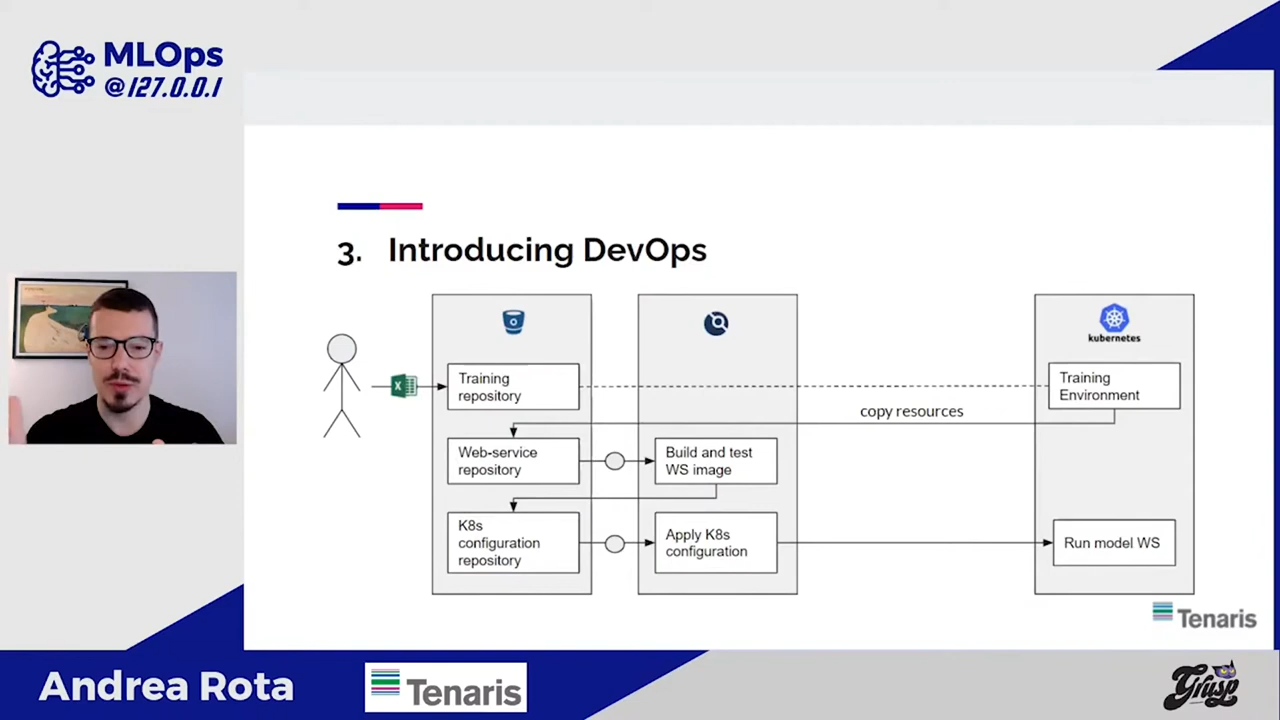 MLOps
@127.0.0.1
3. Introducing DevOps
kubernetes
Training
repository
Training
Environment
copy resources
Web-service
repository
Build and test
WS image
K8s
configuration
repository
Apply K8s
configuration
Run model WS
Tenaris
Andrea Rota
Tenaris
Grusp